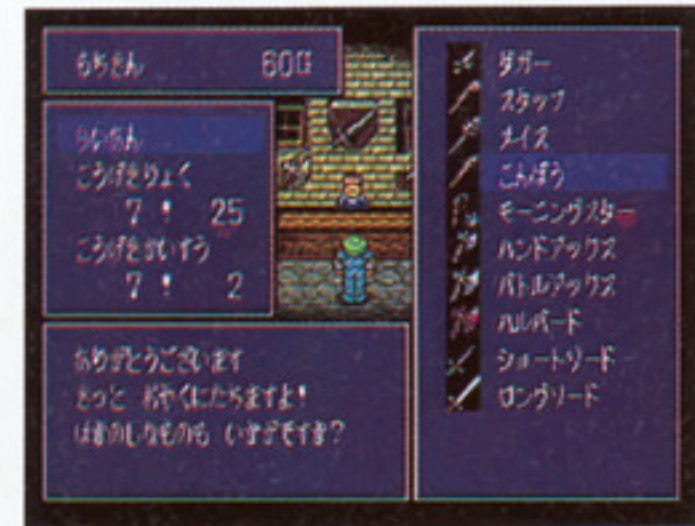 もちきん 60G
こうげきりょく
7 ! 25
こうげきかいすう
7 ! 2
ありがとうございます
きっと おやくにたちますよ!
ほかのしなものも いかがですか?
ダガー
スタッフ
メイス
こんぼう
モーニングスター
ハンドアックス
バトルアックス
ハルバード
ショートソード
ロングソード